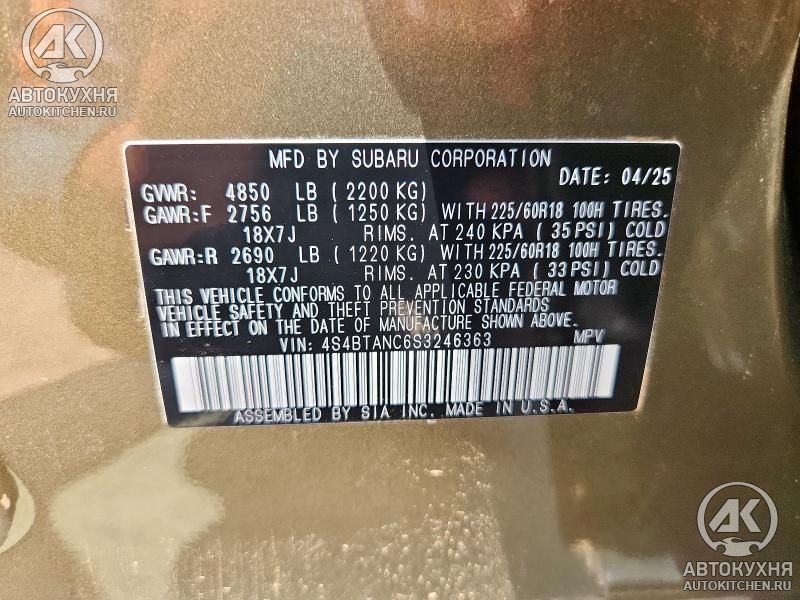 АК
АВТОКУХНЯ
AUTOKITCHEN.RU
MFD BY SUBARU CORPORATION
DATE: 04/25
GVWR: 4850 LB (2200 KG)
GAWR:F 2756 LB (1250 KG) WITH 225/60R18 100H TIRES.
18X7J RIMS. AT 240 KPA (35 PSI) COLD
GAWR:R 2690 LB (1220 KG) WITH 225/60R18 100H TIRES.
18X7J RIMS. AT 230 KPA (33 PSI) COLD
THIS VEHICLE CONFORMS TO ALL APPLICABLE FEDERAL MOTOR
VEHICLE SAFETY AND THEFT PREVENTION STANDARDS
IN EFFECT ON THE DATE OF MANUFACTURE SHOWN ABOVE.
VIN: 4S4BTANC6S3246363 MPV
ASSEMBLED BY SIA INC. MADE IN U.S.A.
АК
АВТОКУХНЯ
AUTOKITCHEN.RU